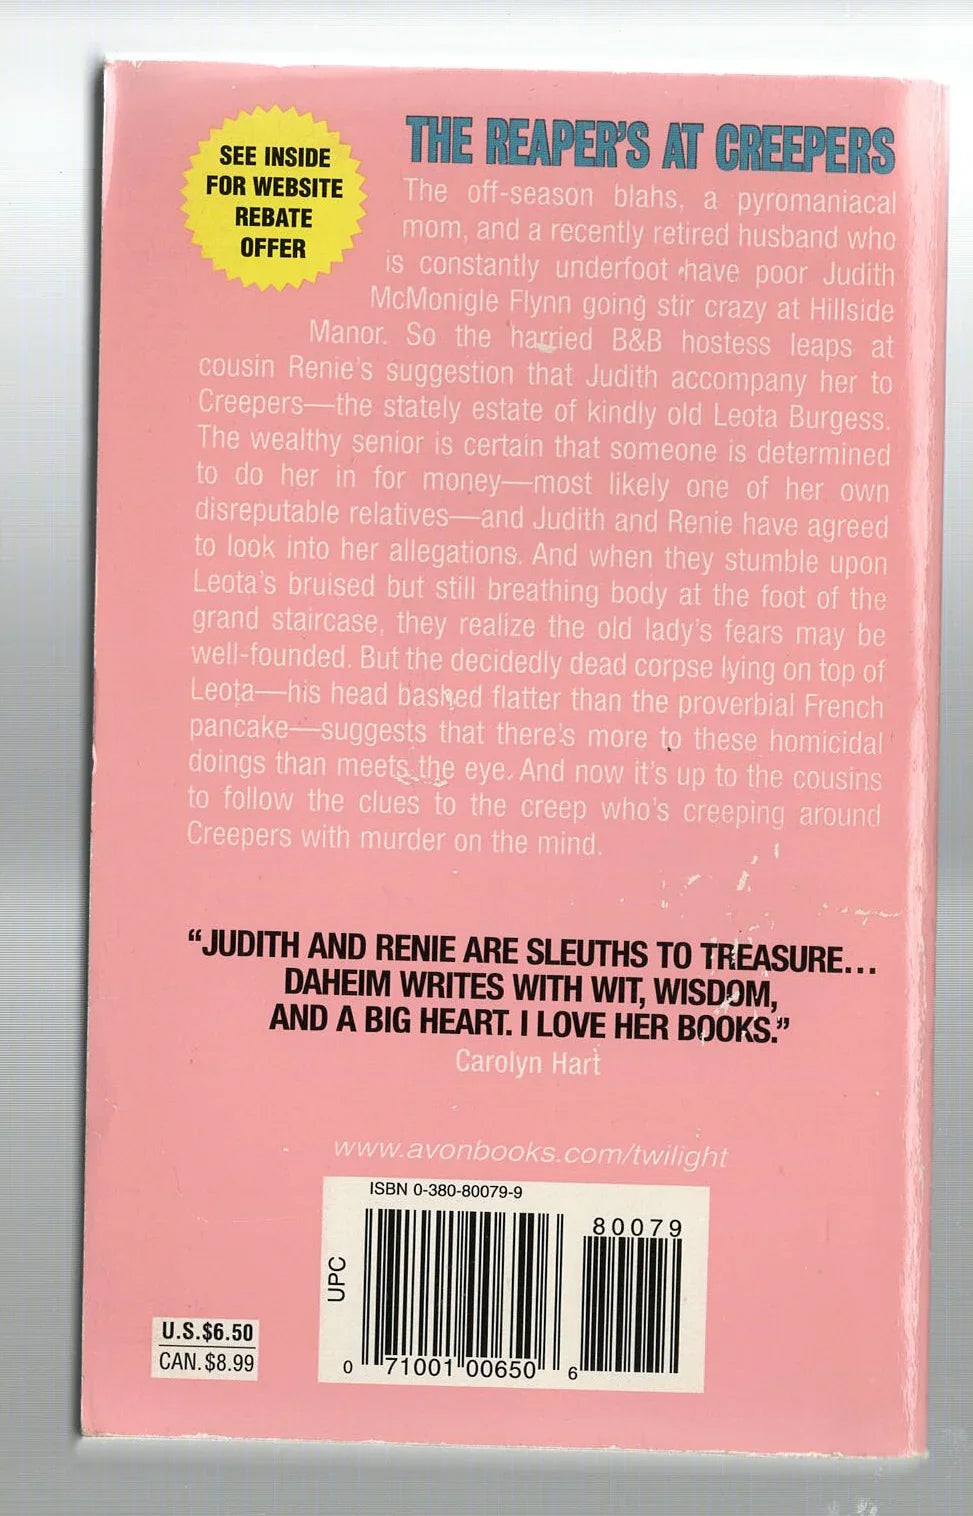 SEE INSIDE
FOR WEBSITE
REBATE
OFFER
THE REAPER'S AT CREEPERS
The off-season blahs, a pyromaniacal
mom, and a recently retired husband who
is constantly underfoot have poor Judith
McMonigle Flynn going stir crazy at Hillside
Manor. So the harried B&B hostess leaps at
cousin Renie's suggestion that Judith accompany her to
Creepers—the stately estate of kindly old Leota Burgess.
The wealthy senior is certain that someone is determined
to do her in for money—most likely one of her own
disreputable relatives—and Judith and Renie have agreed
to look into her allegations. And when they stumble upon
Leota's bruised but still breathing body at the foot of the
grand staircase, they realize the old lady's fears may be
well-founded. But the decidedly dead corpse lying on top of
Leota—his head bashed flatter than the proverbial French
pancake—suggests that there's more to these homicidal
doings than meets the eye. And now it's up to the cousins
to follow the clues to the creep who's creeping around
Creepers with murder on the mind.
“JUDITH AND RENIE ARE SLEUTHS TO TREASURE...
DAHEIM WRITES WITH WIT, WISDOM,
AND A BIG HEART. I LOVE HER BOOKS.”
Carolyn Hart
www.avonbooks.com/twilight
ISBN 0-380-80079-9
80079
UPC
0 71001 00650 6
U.S.$6.50
CAN.$8.99